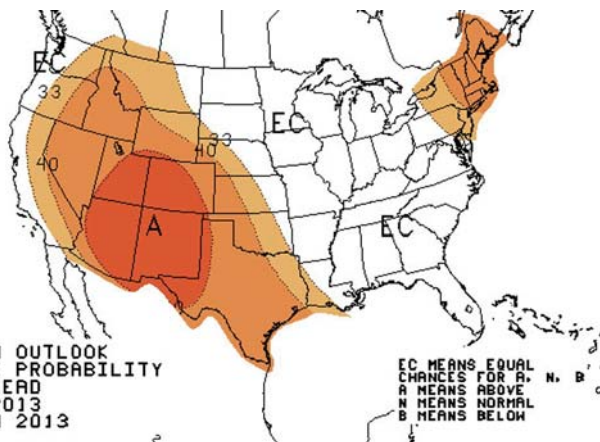 EC
33
40
A
EC
33
40
A
EC
OUTLOOK
PROBABILITY
EAD
013
2013
EC MEANS EQUAL
CHANCES FOR A, N, B
A MEANS ABOVE
N MEANS NORMAL
B MEANS BELOW